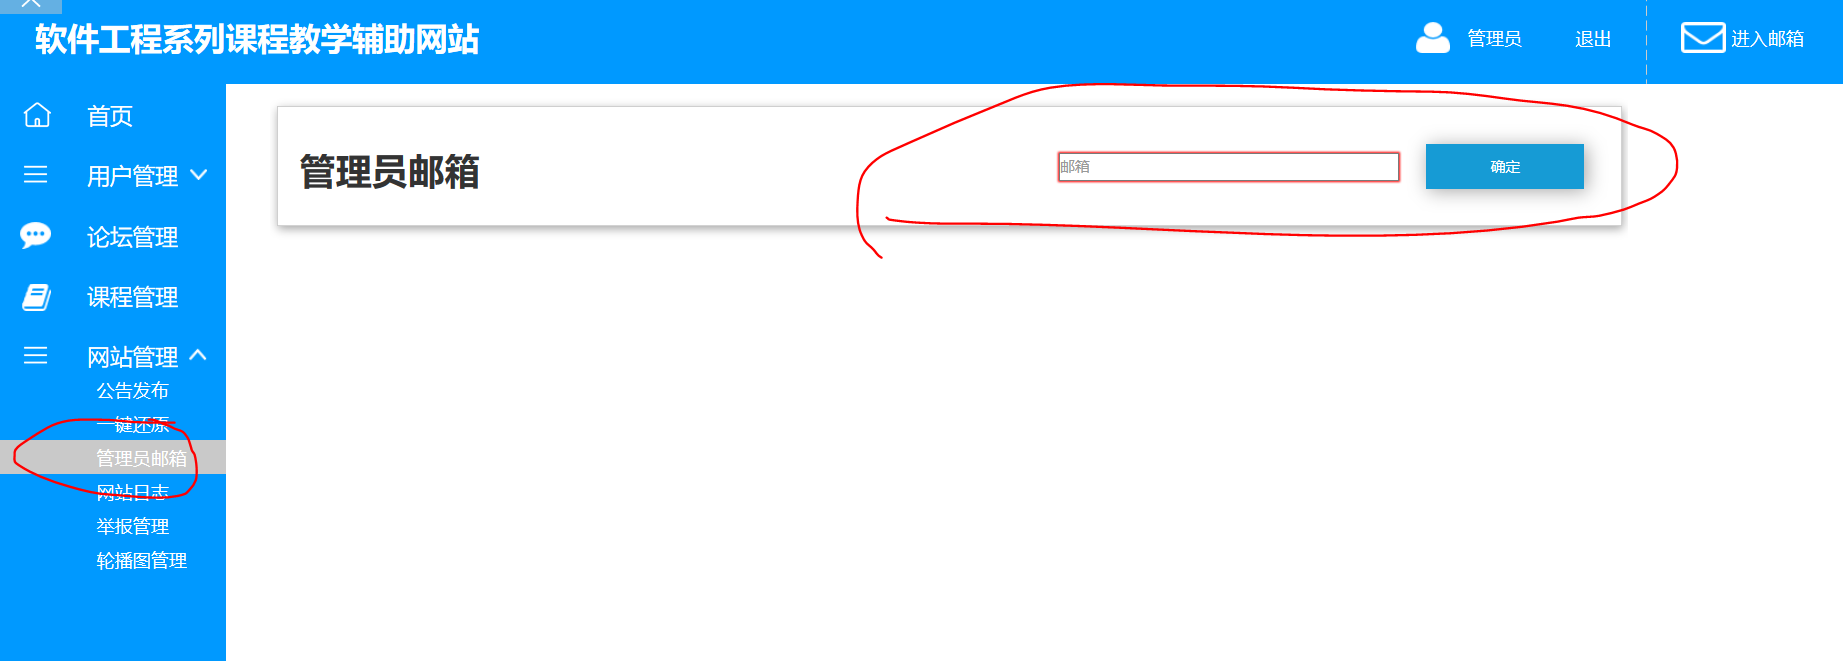 软件工程系列课程教学辅助网站
管理员 退出 进入邮箱
首页
用户管理
论坛管理
课程管理
网站管理
公告发布
一键还原
管理员邮箱
网站日志
举报管理
轮播图管理
管理员邮箱
邮箱
确定